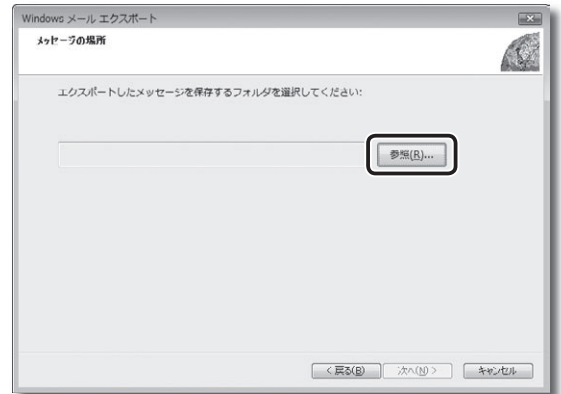 Windows メール エクスポート
メッセージの場所
エクスポートしたメッセージを保存するフォルダを選択してください:
参照(R)...
< 戻る(B)
次へ(N) >
キャンセル